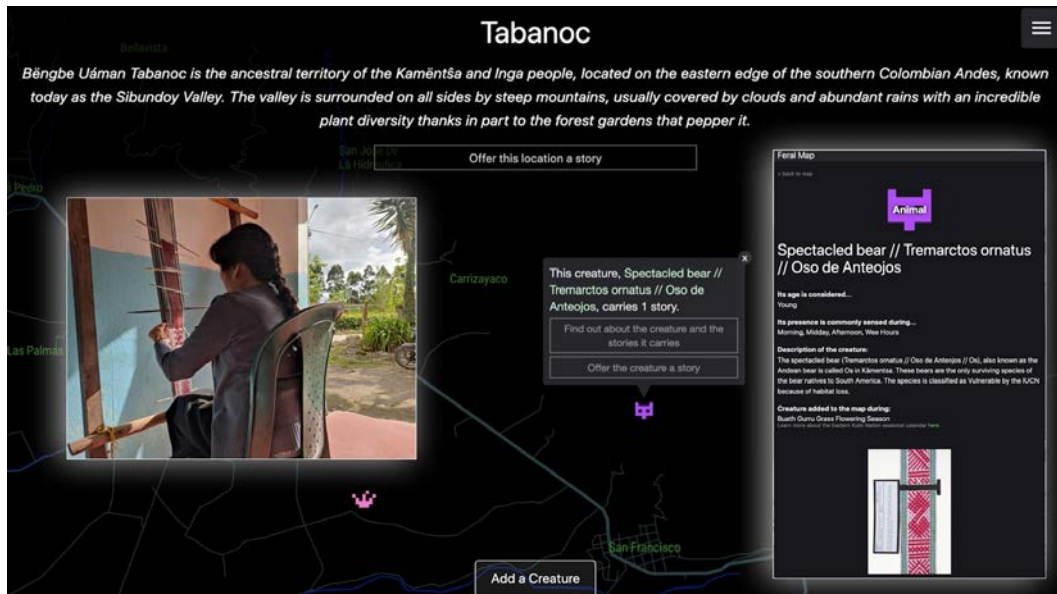 Tabanoc
Bëngbe Uáman Tabanoc is the ancestral territory of the Kamëntŝa and Inga people, located on the eastern edge of the southern Colombian Andes, known
today as the Sibundoy Valley. The valley is surrounded on all sides by steep mountains, usually covered by clouds and abundant rains with an incredible
plant diversity thanks in part to the forest gardens that pepper it.
Bellavista
San José De
La Hidráulica
Offer this location a story
Pedro
Las Palmas
Carrizayaco
This creature, Spectacled bear //
Tremarctos ornatus // Oso de
Anteojos, carries 1 story.
Find out about the creature and the
stories it carries
Offer the creature a story
x
San Francisco
Add a Creature
Feral Map
< back to map
Animal
Spectacled bear // Tremarctos ornatus
// Oso de Anteojos
Its age is considered...
Young
Its presence is commonly sensed during...
Morning, Midday, Afternoon, Wee Hours
Description of the creature:
The spectacled bear (Tremarctos ornatus // Oso de Anteojos // Os), also known as the
Andean bear is called Os in Kämentsa. These bears are the only surviving species of
the bear natives to South America. The species is classified as Vulnerable by the IUCN
because of habitat loss.
Creature added to the map during:
Buath Gurru Grass Flowering Season
Learn more about the Eastern Kulin Nation seasonal calendar here